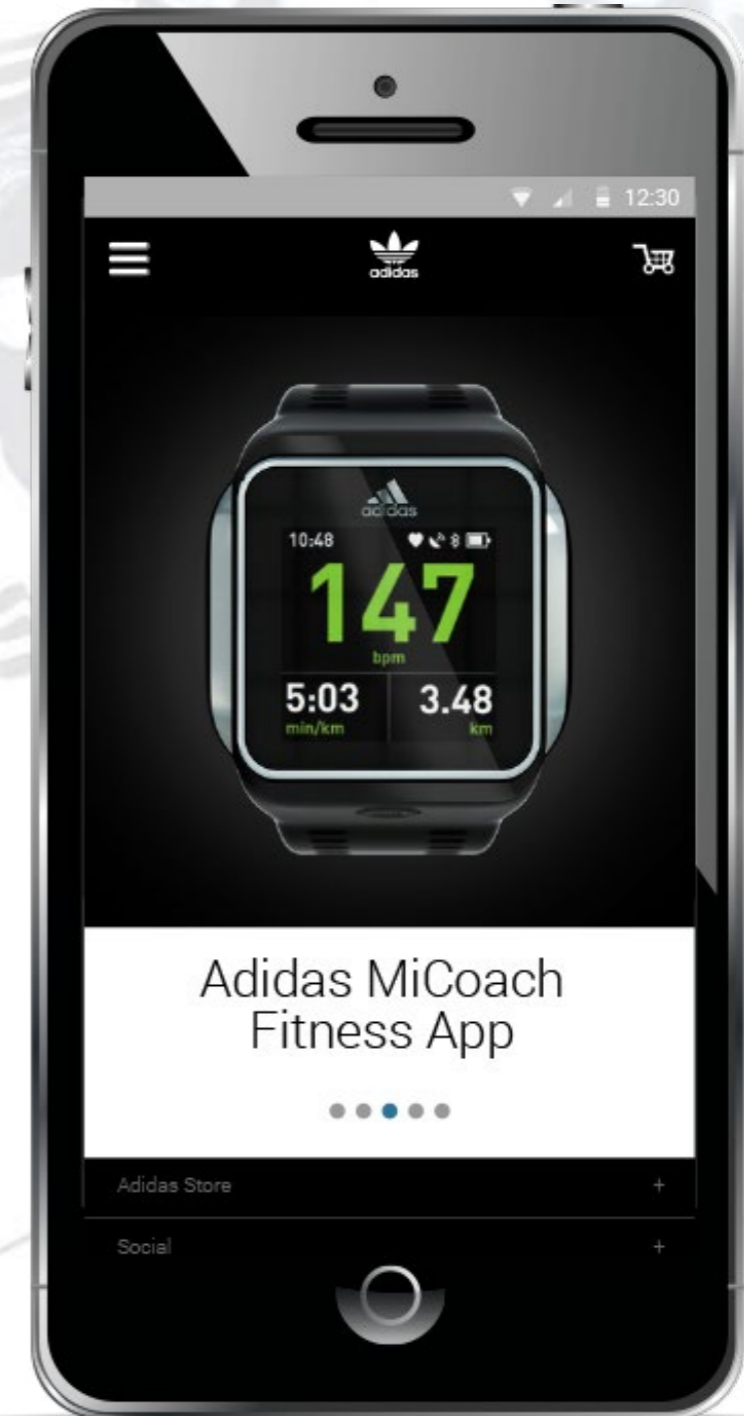 12:30
adidas
adidas
10:48
147
bpm
5:03 3.48
min/km km
Adidas MiCoach
Fitness App
Adidas Store +
Social +